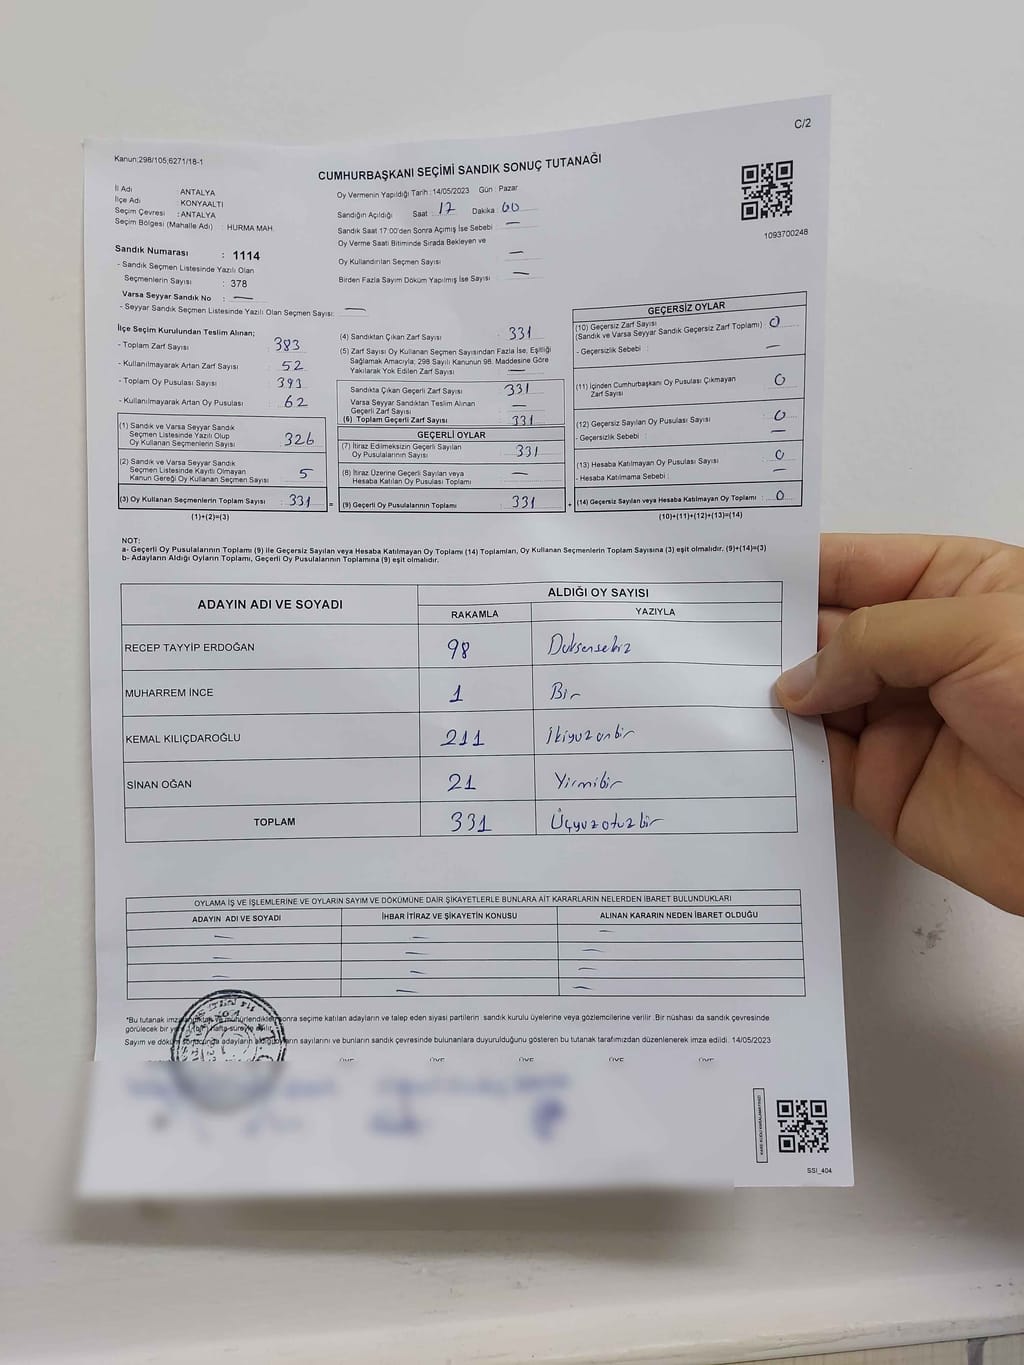 C/2
Kanun:298/105;6271/18-1
CUMHURBAŞKANI SEÇİMİ SANDIK SONUÇ TUTANAĞI
İl Adı : ANTALYA
İlçe Adı : KONYAALTI
Seçim Çevresi : ANTALYA
Seçim Bölgesi (Mahalle Adı) : HURMA MAH.
Sandık Numarası : 1114
- Sandık Seçmen Listesinde Yazılı Olan
Seçmenlerin Sayısı : 378
Varsa Seyyar Sandık No : —
- Seyyar Sandık Seçmen Listesinde Yazılı Olan Seçmen Sayısı: —
Oy Vermenin Yapıldığı Tarih :14/05/2023 Gün : Pazar
Sandığın Açıldığı Saat 17 Dakika 00
Sandık Saat 17:00'den Sonra Açımış İse Sebebi —
Oy Verme Saati Bitiminde Sırada Bekleyen ve
Oy Kullandırılan Seçmen Sayısı —
Birden Fazla Sayım Döküm Yapılmış İse Sayısı —
1093700248
İlçe Seçim Kurulundan Teslim Alınan;
- Toplam Zarf Sayısı : 383
- Kullanılmayarak Artan Zarf Sayısı : 52
- Toplam Oy Pusulası Sayısı : 393
- Kullanılmayarak Artan Oy Pusulası : 62
(1) Sandık ve Varsa Seyyar Sandık
Seçmen Listesinde Yazılı Olup
Oy Kullanan Seçmenlerin Sayısı : 326
(2) Sandık ve Varsa Seyyar Sandık
Seçmen Listesinde Kayıtlı Olmayan
Kanun Gereği Oy Kullanan Seçmen Sayısı : 5
(3) Oy Kullanan Seçmenlerin Toplam Sayısı : 331
(1)+(2)=(3)
(4) Sandıktan Çıkan Zarf Sayısı : 331
(5) Zarf Sayısı Oy Kullanan Seçmen Sayısından Fazla İse, Eşitliği
Sağlamak Amacıyla; 298 Sayılı Kanunun 98. Maddesine Göre
Yakılarak Yok Edilen Zarf Sayısı : —
Sandıkta Çıkan Geçerli Zarf Sayısı : 331
Varsa Seyyar Sandıktan Teslim Alınan
Geçerli Zarf Sayısı : —
(6) Toplam Geçerli Zarf Sayısı : 331
GEÇERLİ OYLAR
(7) İtiraz Edilmeksizin Geçerli Sayılan
Oy Pusulalarının Sayısı : 331
(8) İtiraz Üzerine Geçerli Sayılan veya
Hesaba Katılan Oy Pusulası Toplamı : —
= (9) Geçerli Oy Pusulalarının Toplamı : 331 +
GEÇERSİZ OYLAR
(10) Geçersiz Zarf Sayısı
(Sandık ve Varsa Seyyar Sandık Geçersiz Zarf Toplamı) : 0
- Geçersizlik Sebebi : —
(11) İçinden Cumhurbaşkanı Oy Pusulası Çıkmayan
Zarf Sayısı : 0
(12) Geçersiz Sayılan Oy Pusulası Sayısı : 0
- Geçersizlik Sebebi : —
(13) Hesaba Katılmayan Oy Pusulası Sayısı : 0
- Hesaba Katılmama Sebebi : —
(14) Geçersiz Sayılan veya Hesaba Katılmayan Oy Toplamı : 0
(10)+(11)+(12)+(13)=(14)
NOT:
a- Geçerli Oy Pusulalarının Toplamı (9) ile Geçersiz Sayılan veya Hesaba Katılmayan Oy Toplamı (14) Toplamları, Oy Kullanan Seçmenlerin Toplam Sayısına (3) eşit olmalıdır. (9)+(14)=(3)
b- Adayların Aldığı Oyların Toplamı, Geçerli Oy Pusulalarının Toplamına (9) eşit olmalıdır.
ADAYIN ADI VE SOYADI ALDIĞI OY SAYISI
RAKAMLA YAZIYLA
RECEP TAYYİP ERDOĞAN 98 Doksensekiz
MUHARREM İNCE 1 Bir
KEMAL KILIÇDAROĞLU 211 İkiyüzonbir
SİNAN OĞAN 21 Yirmibir
TOPLAM 331 Üçyuzotuzbir
OYLAMA İŞ VE İŞLEMLERİNE VE OYLARIN SAYIM VE DÖKÜMÜNE DAİR ŞİKAYETLERLE BUNLARA AİT KARARLARIN NELERDEN İBARET BULUNDUKLARI
ADAYIN ADI VE SOYADI İHBAR İTİRAZ VE ŞİKAYETİN KONUSU ALINAN KARARIN NEDEN İBARET OLDUĞU
— — —
— — —
— — —
— —
*Bu tutanak ve mühürlendikten sonra seçime katılan adayların ve talep eden siyasi partilerin sandık kurulu üyelerine veya gözlemcilerine verilir. Bir nüshası da sandık çevresinde
görülecek bir yere bir hafta süreyle asılır.
Sayım ve döküm sonucunda adayların aldığı oyların sayılarını ve bunların sandık çevresinde bulunanlara duyurulduğunu gösteren bu tutanak tarafımızdan düzenlenerek imza edildi. 14/05/2023
SSI_404